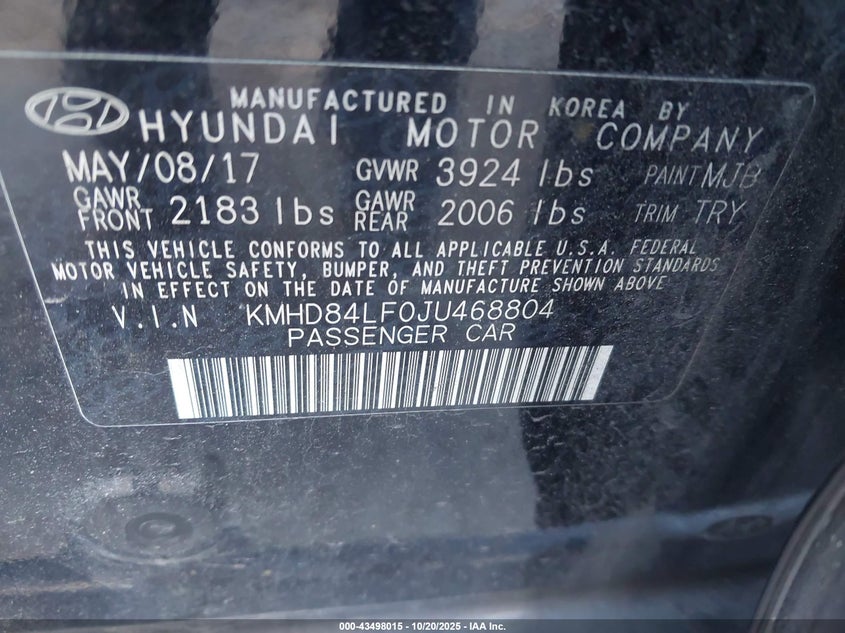 MANUFACTURED IN KOREA BY
HYUNDAI MOTOR COMPANY
MAY/08/17 GVWR 3924 lbs PAINT MJB
GAWR FRONT 2183 lbs GAWR REAR 2006 lbs TRIM TRY
THIS VEHICLE CONFORMS TO ALL APPLICABLE U.S.A. FEDERAL
MOTOR VEHICLE SAFETY, BUMPER, AND THEFT PREVENTION STANDARDS
IN EFFECT ON THE DATE OF MANUFACTURE SHOWN ABOVE
V.I.N KMHD84LF0JU468804
PASSENGER CAR
000-43498015 - 10/20/2025 - IAA Inc.